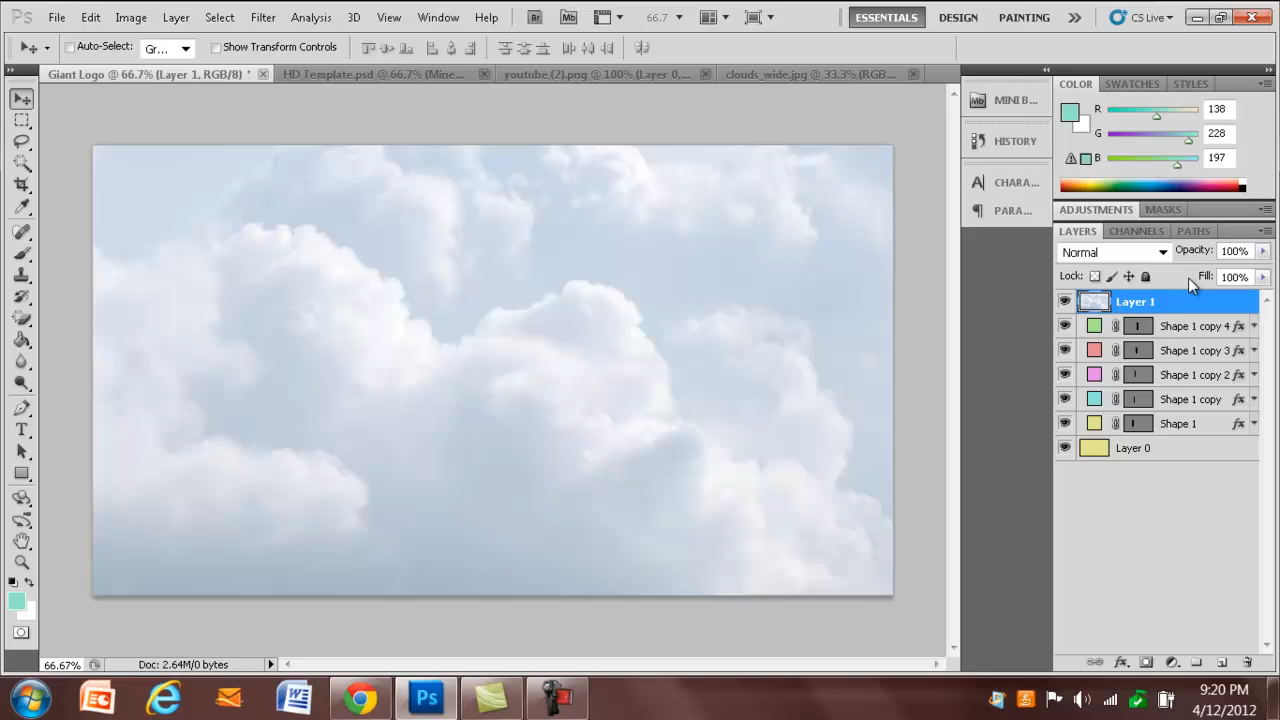 Ps File Edit Image Layer Select Filter Analysis 3D View Window Help Br Mb 66.7 ESSENTIALS DESIGN PAINTING CS Live
Auto-Select: Gr... Show Transform Controls
Giant Logo @ 66.7% (Layer 1, RGB/8) * HD Template.psd @ 66.7% (Mine... youtube (2).png @ 100% (Layer 0,... clouds_wide.jpg @ 33.3% (RGB...
Mb MINI B...
HISTORY
A CHARA...
PARA...
COLOR SWATCHES STYLES
R 138
G 228
B 197
ADJUSTMENTS MASKS
LAYERS CHANNELS PATHS
Normal Opacity: 100%
Lock: Fill: 100%
Layer 1
Shape 1 copy 4 fx
Shape 1 copy 3 fx
Shape 1 copy 2 fx
Shape 1 copy fx
Shape 1 fx
Layer 0
fx
T
66.67% Doc: 2.64M/0 bytes
Ps
9:20 PM
4/12/2012